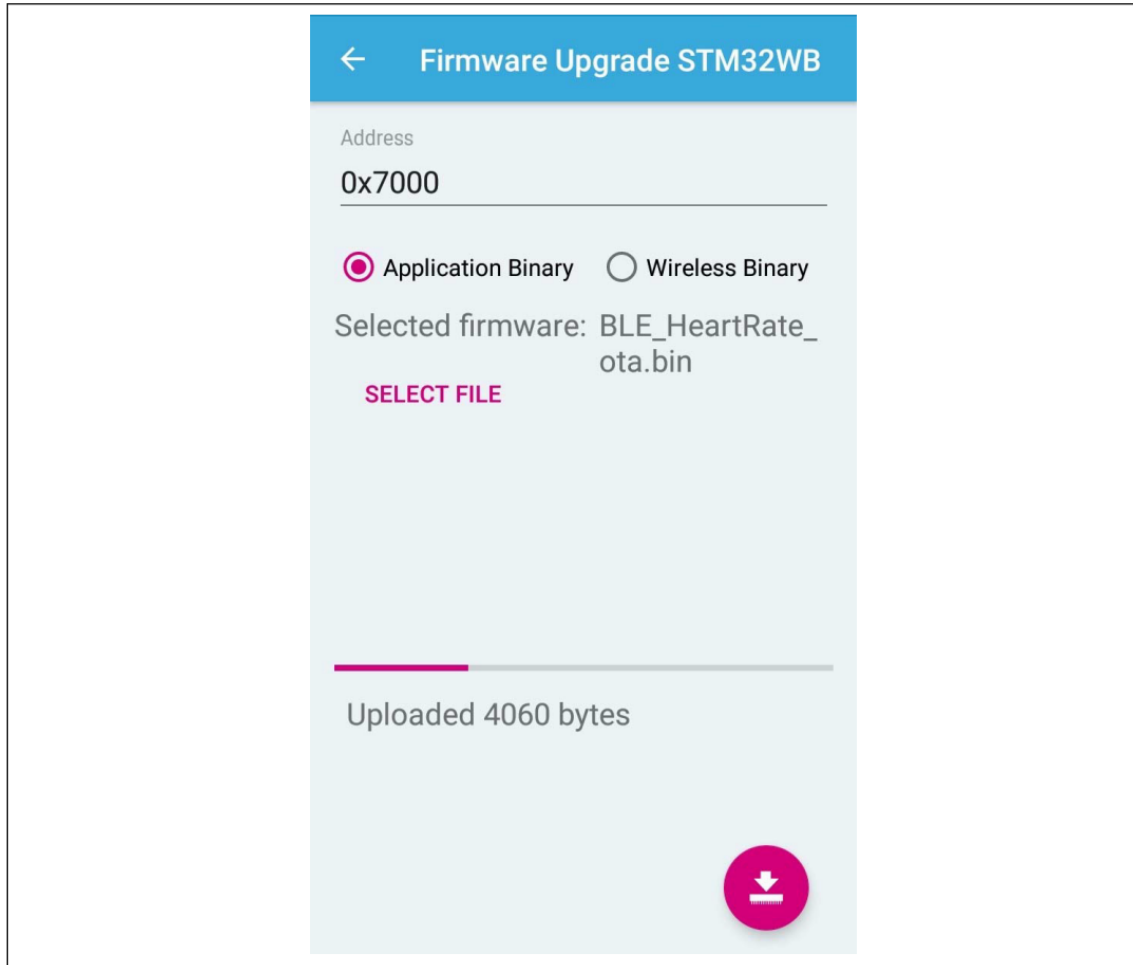 Firmware Upgrade STM32WB
Address
0x7000
Application Binary Wireless Binary
Selected firmware: BLE_HeartRate_
ota.bin
SELECT FILE
Uploaded 4060 bytes